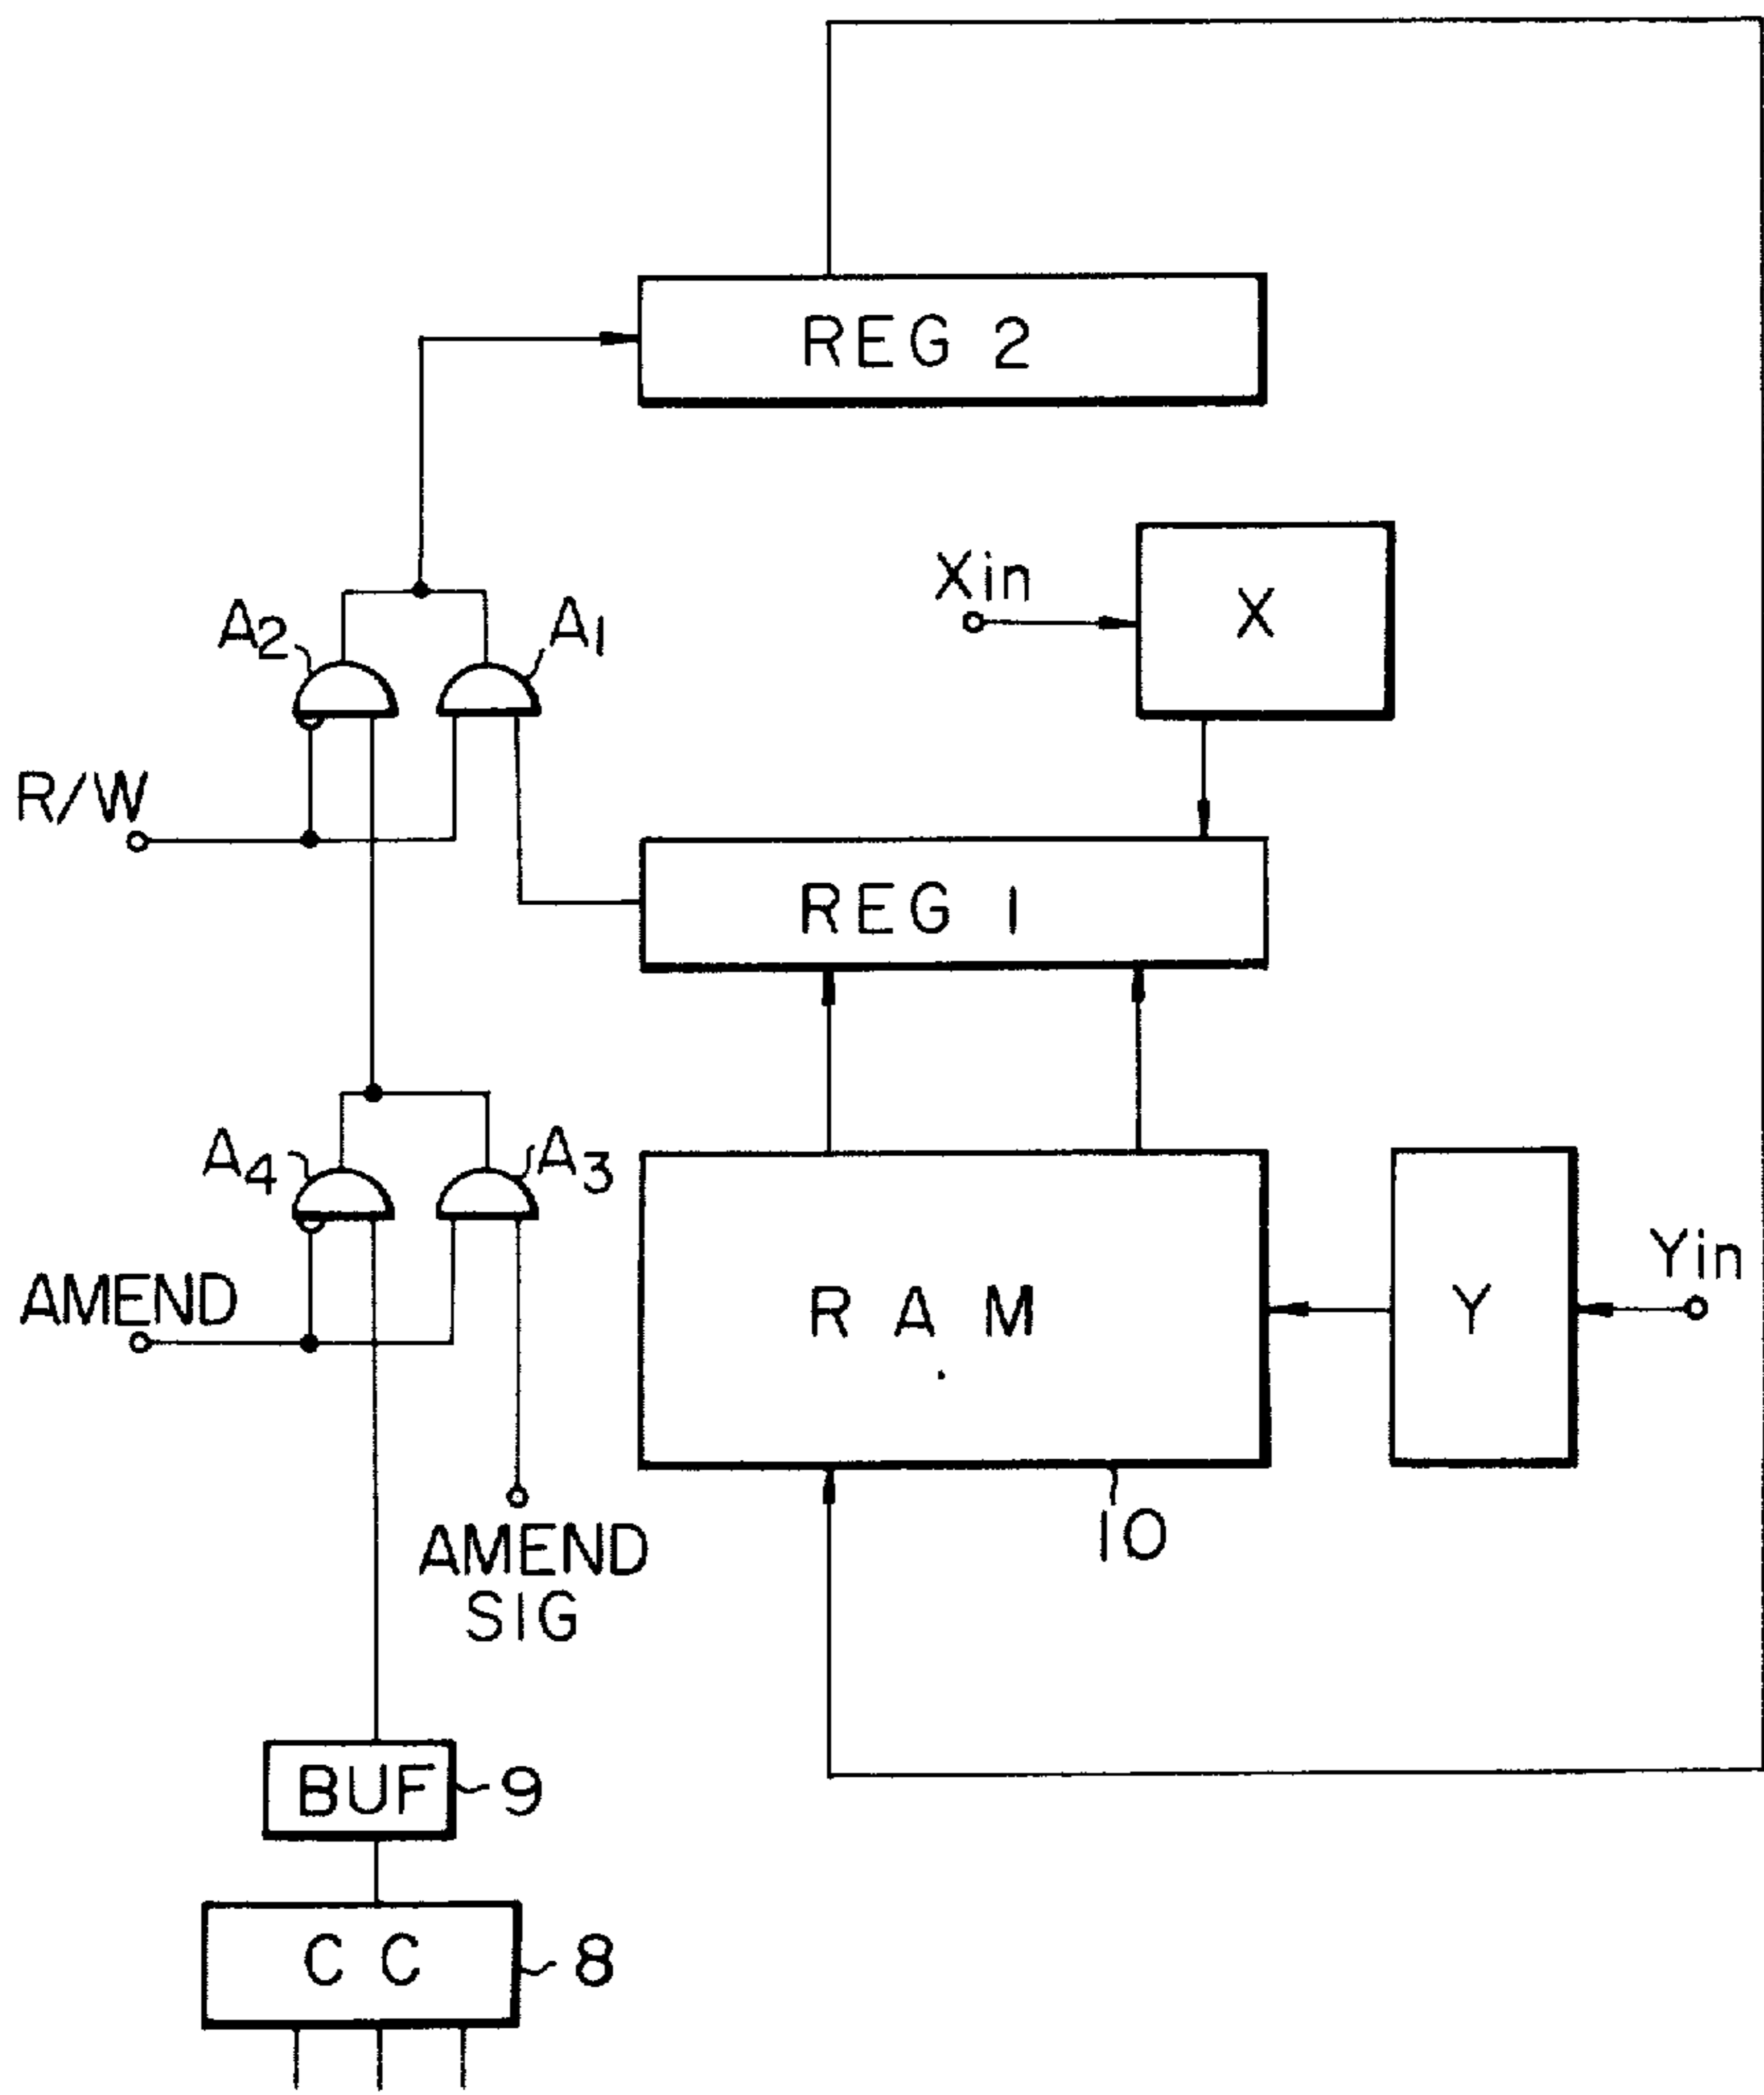 REG 2
Xin
X
A2
A1
R/W
REG 1
A4
A3
AMEND
RAM
Y
Yin
10
AMEND
SIG
BUF
9
CC
8